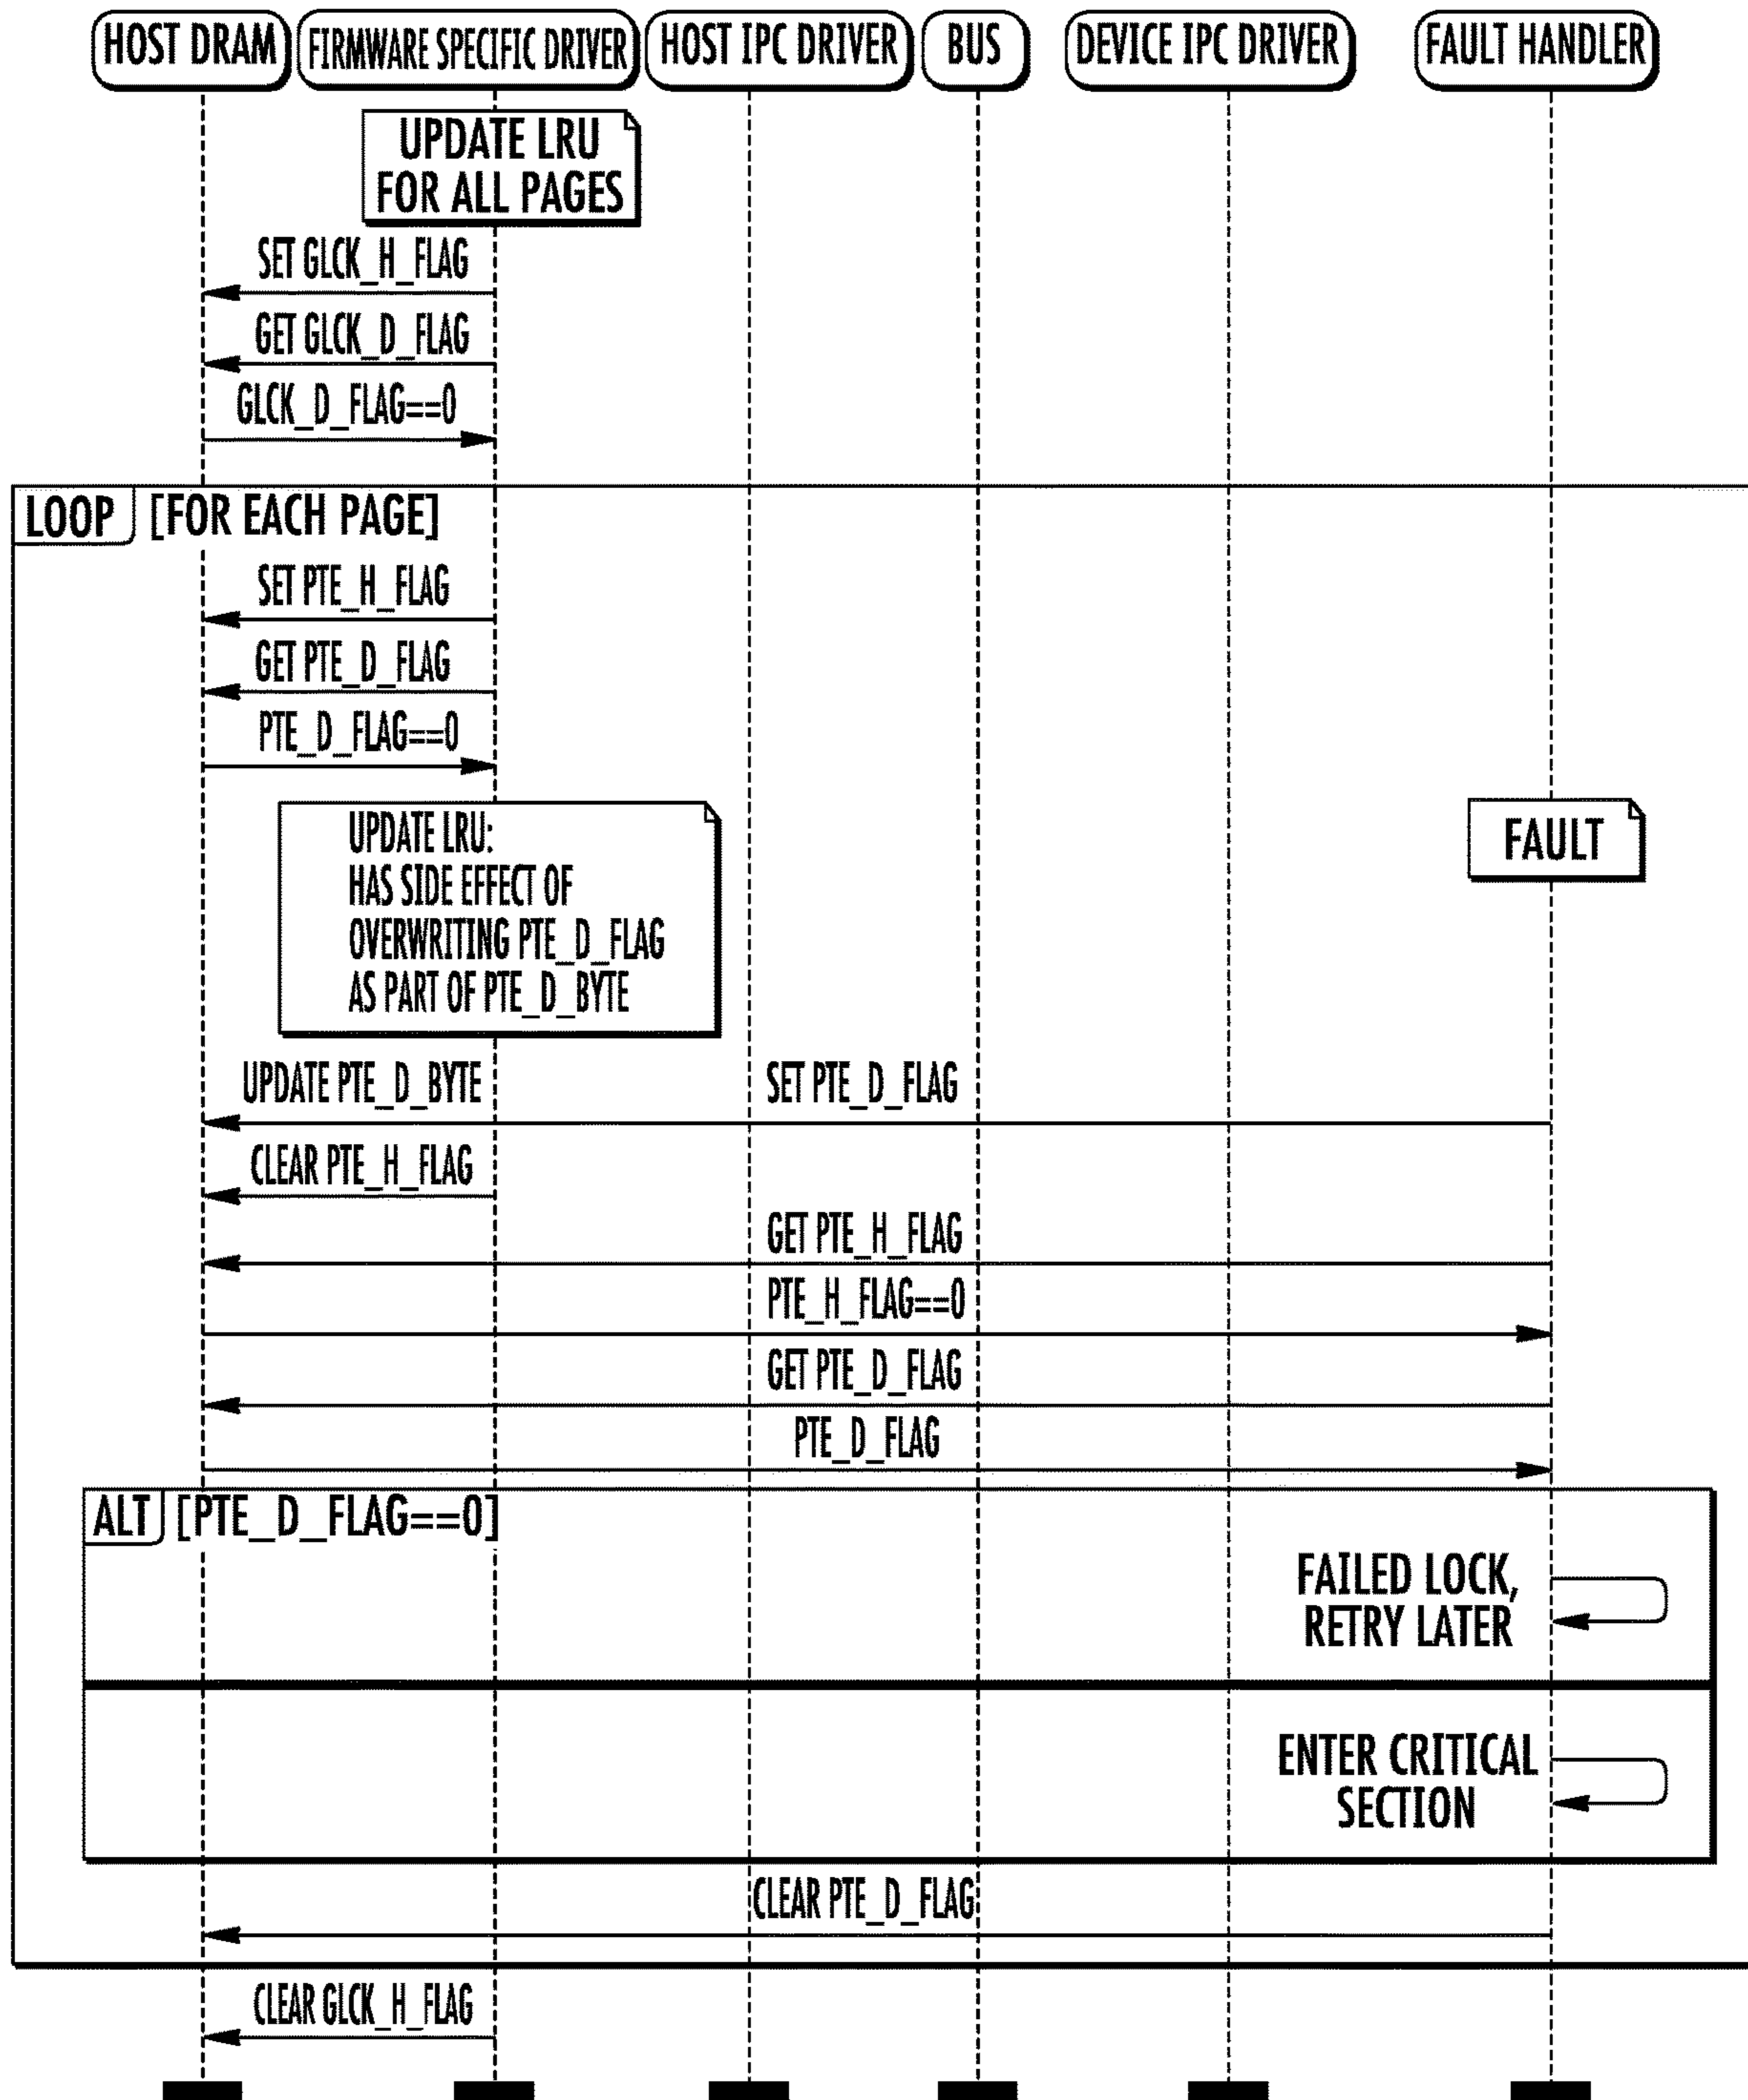 HOST DRAM
FIRMWARE SPECIFIC DRIVER
HOST IPC DRIVER
BUS
DEVICE IPC DRIVER
FAULT HANDLER
UPDATE LRU
FOR ALL PAGES
SET GLCK_H_FLAG
GET GLCK_D_FLAG
GLCK_D_FLAG==0
LOOP [FOR EACH PAGE]
SET PTE_H_FLAG
GET PTE_D_FLAG
PTE_D_FLAG==0
UPDATE LRU:
HAS SIDE EFFECT OF
OVERWRITING PTE_D_FLAG
AS PART OF PTE_D_BYTE
FAULT
UPDATE PTE_D_BYTE
SET PTE_D_FLAG
CLEAR PTE_H_FLAG
GET PTE_H_FLAG
PTE_H_FLAG==0
GET PTE_D_FLAG
PTE_D_FLAG
ALT [PTE_D_FLAG==0]
FAILED LOCK,
RETRY LATER
ENTER CRITICAL
SECTION
CLEAR PTE_D_FLAG
CLEAR GLCK_H_FLAG